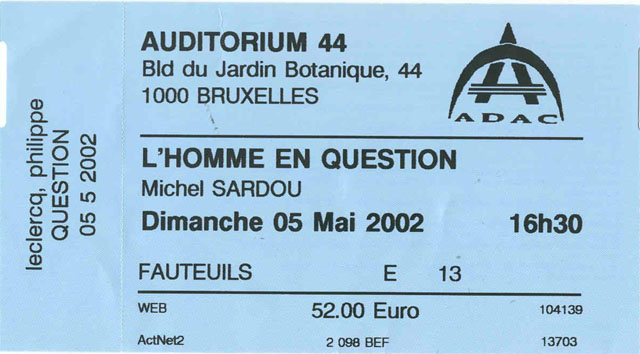 leclercq, philippe
QUESTION
05 5 2002
AUDITORIUM 44
Bld du Jardin Botanique, 44
1000 BRUXELLES
ADAC
L'HOMME EN QUESTION
Michel SARDOU
Dimanche 05 Mai 2002 16h30
FAUTEUILS E 13
WEB 52.00 Euro 104139
ActNet2 2 098 BEF 13703